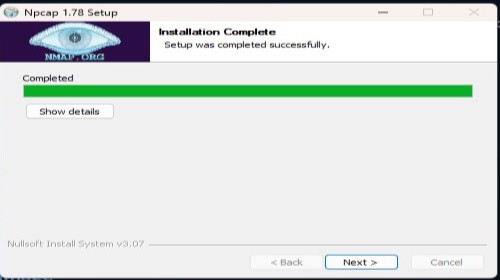 Npcap 1.78 Setup
NMAP.ORG
Installation Complete
Setup was completed successfully.
Completed
Show details
Nullsoft Install System v3.07
< Back
Next >
Cancel